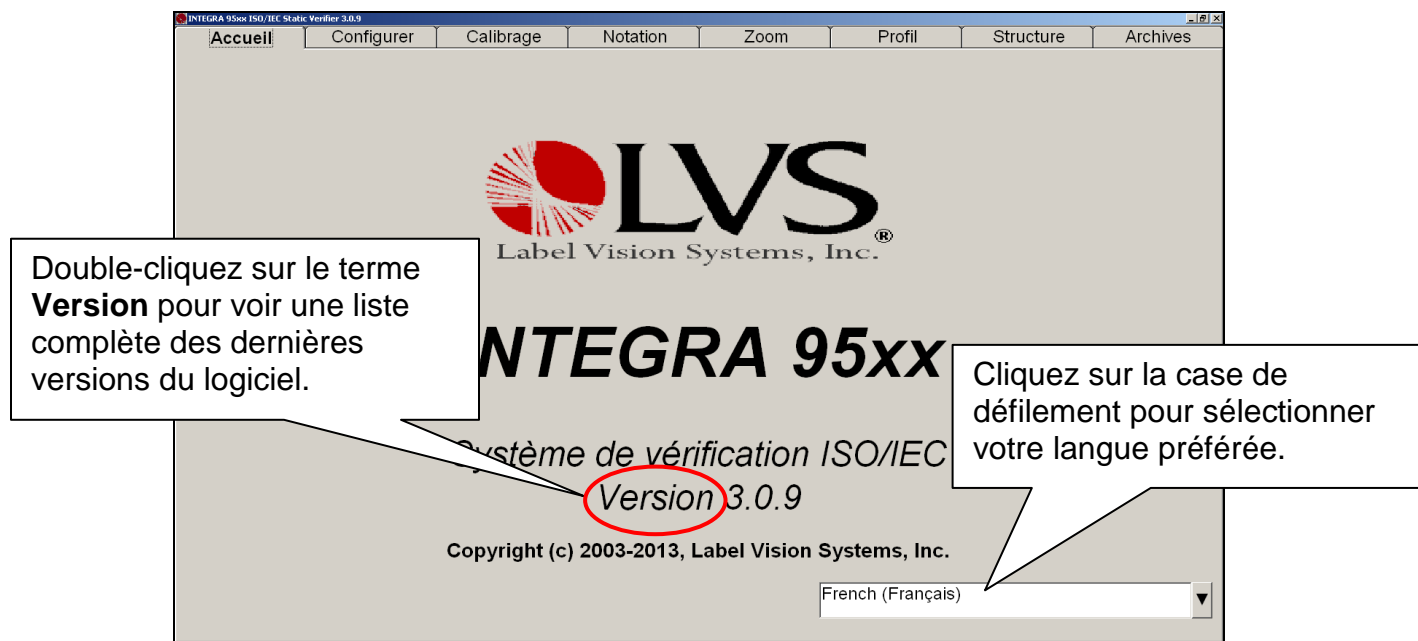 INTEGRA 95xx ISO/IEC Static Verifier 3.0.9
Accueil Configurer Calibrage Notation Zoom Profil Structure Archives
LVS®
Label Vision Systems, Inc.
Double-cliquez sur le terme
Version pour voir une liste
complète des dernières
versions du logiciel.
NTEGRA 95xx
Cliquez sur la case de
défilement pour sélectionner
votre langue préférée.
Système de vérification ISO/IEC
Version 3.0.9
Copyright (c) 2003-2013, Label Vision Systems, Inc.
French (Français)